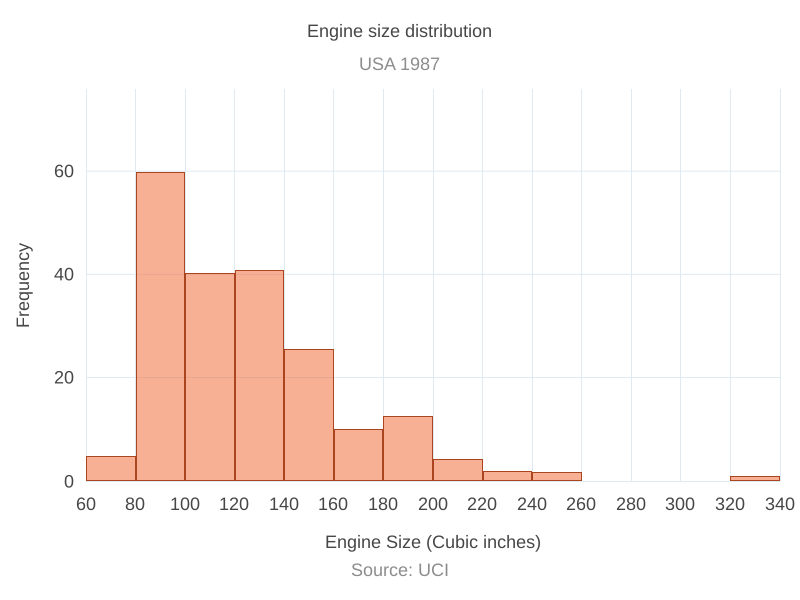 Engine size distribution
USA 1987
Frequency
60
40
20
0
60 80 100 120 140 160 180 200 220 240 260 280 300 320 340
Engine Size (Cubic inches)
Source: UCI